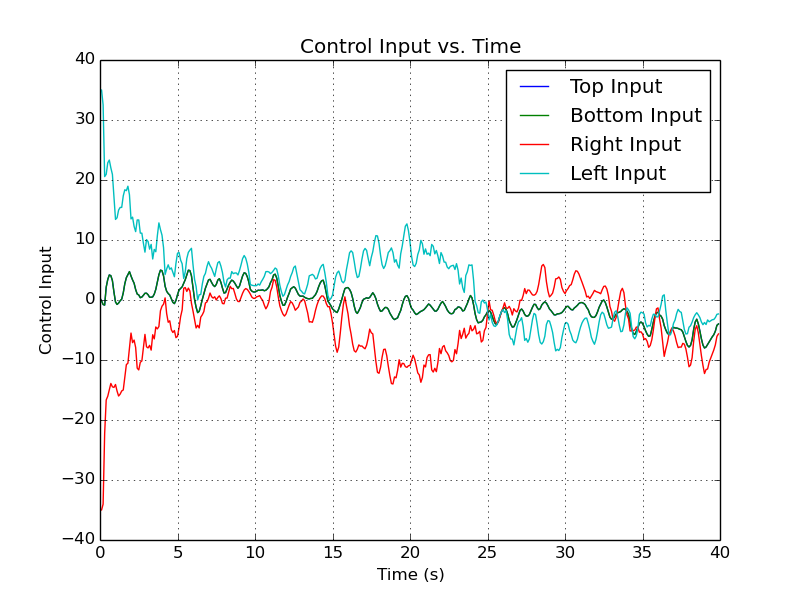 Control Input vs. Time
Top Input
Bottom Input
Right Input
Left Input
Control Input
40
30
20
10
0
−10
−20
−30
−40
0 5 10 15 20 25 30 35 40
Time (s)